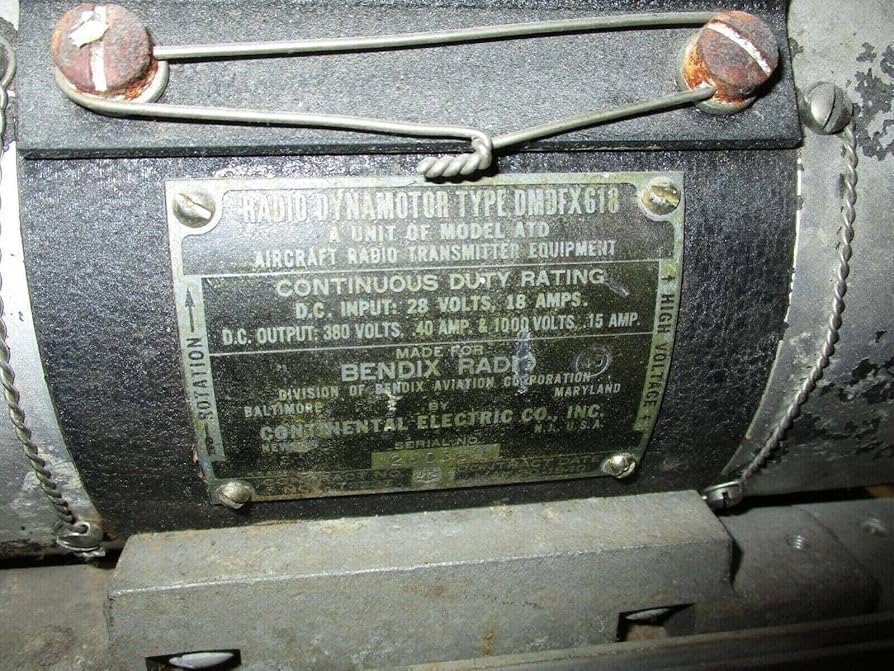 RADIO DYNAMOTOR TYPE DMDFX618
A UNIT OF MODEL ATD
AIRCRAFT RADIO TRANSMITTER EQUIPMENT
CONTINUOUS DUTY RATING
D.C. INPUT: 28 VOLTS, 18 AMPS.
D.C. OUTPUT: 380 VOLTS, .40 AMP. & 1000 VOLTS, .15 AMP.
ROTATION
HIGH VOLTAGE
MADE FOR
BENDIX RADIO
DIVISION OF BENDIX AVIATION CORPORATION
BALTIMORE MARYLAND
BY
CONTINENTAL ELECTRIC CO., INC.
N.J. U.S.A.
SERIAL NO.